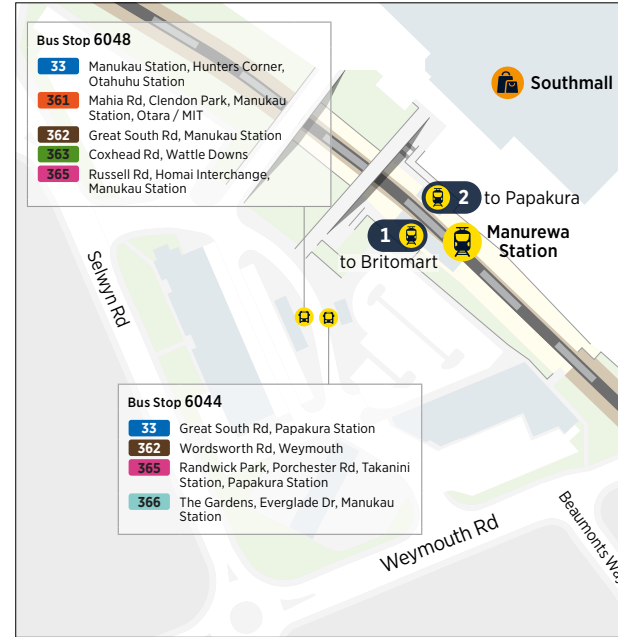 Bus Stop 6048
33 Manukau Station, Hunters Corner,
Otahuhu Station
361 Mahia Rd, Clendon Park, Manukau
Station, Otara / MIT
362 Great South Rd, Manukau Station
363 Coxhead Rd, Wattle Downs
365 Russell Rd, Homai Interchange,
Manukau Station
Southmall
2 to Papakura
1
to Britomart
Manurewa
Station
Selwyn Rd
Bus Stop 6044
33 Great South Rd, Papakura Station
362 Wordsworth Rd, Weymouth
365 Randwick Park, Porchester Rd, Takanini
Station, Papakura Station
366 The Gardens, Everglade Dr, Manukau
Station
Weymouth Rd
Beaumonts Way